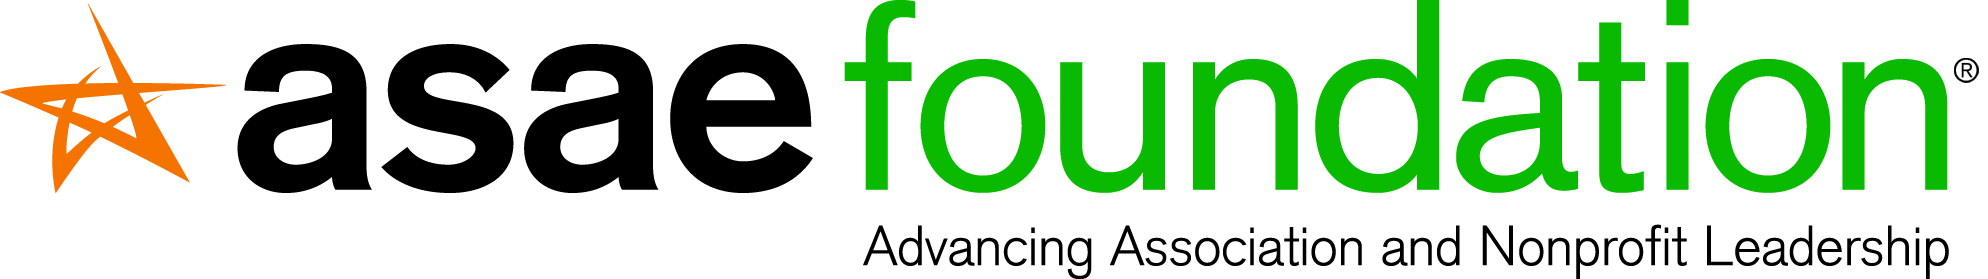 asae foundation®
Advancing Association and Nonprofit Leadership